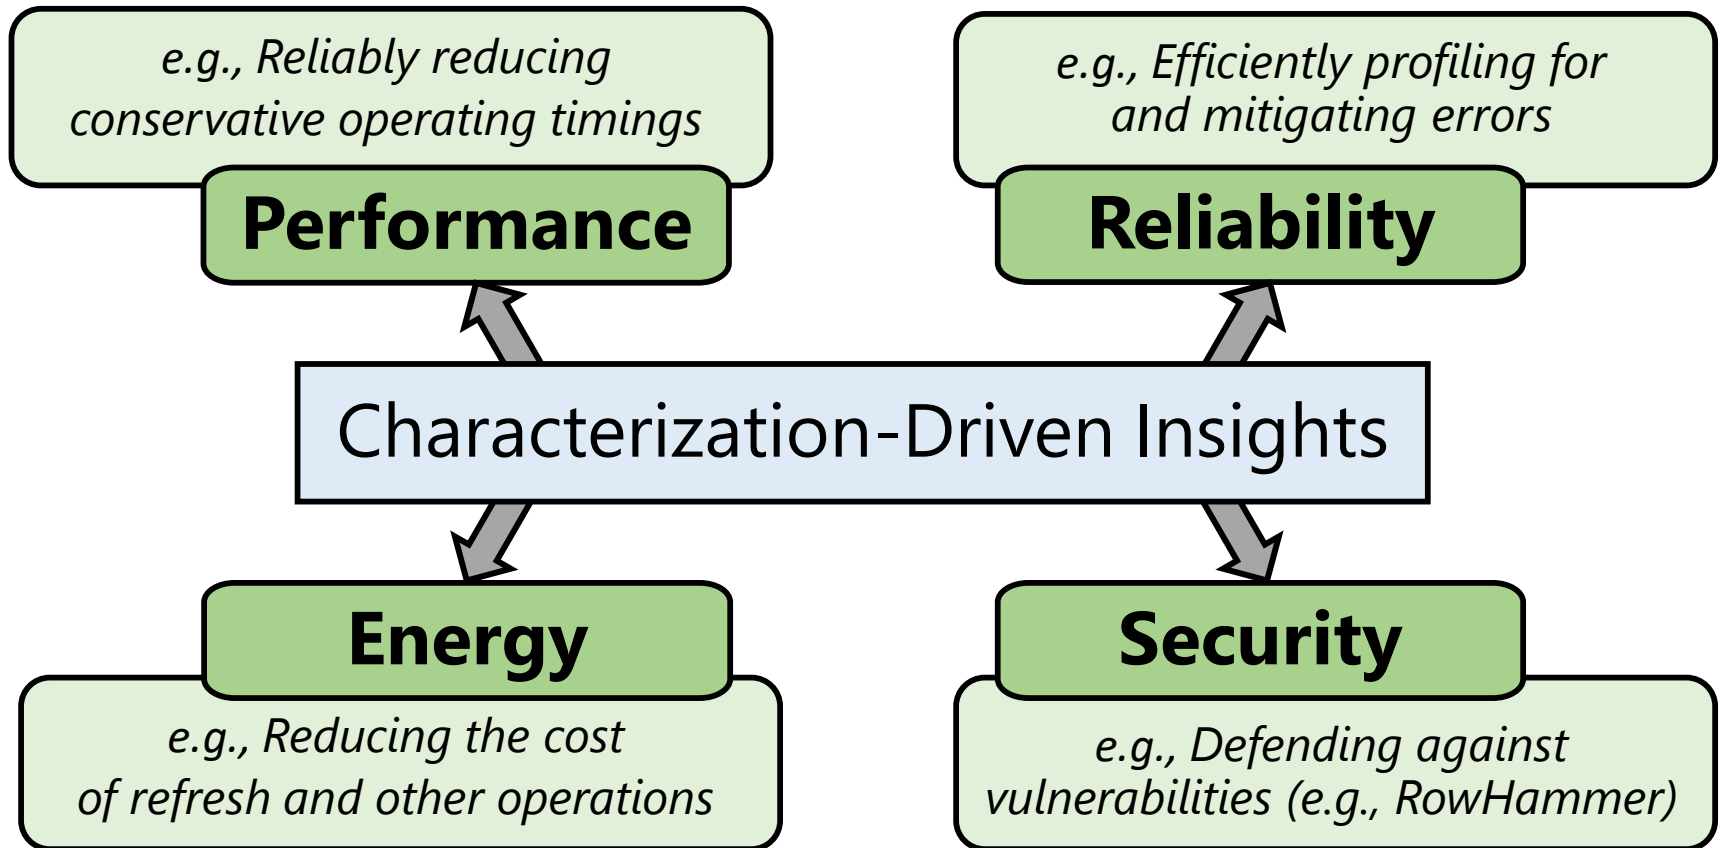 e.g., Reliably reducing
conservative operating timings
Performance
e.g., Efficiently profiling for
and mitigating errors
Reliability
Characterization-Driven Insights
Energy
e.g., Reducing the cost
of refresh and other operations
Security
e.g., Defending against
vulnerabilities (e.g., RowHammer)